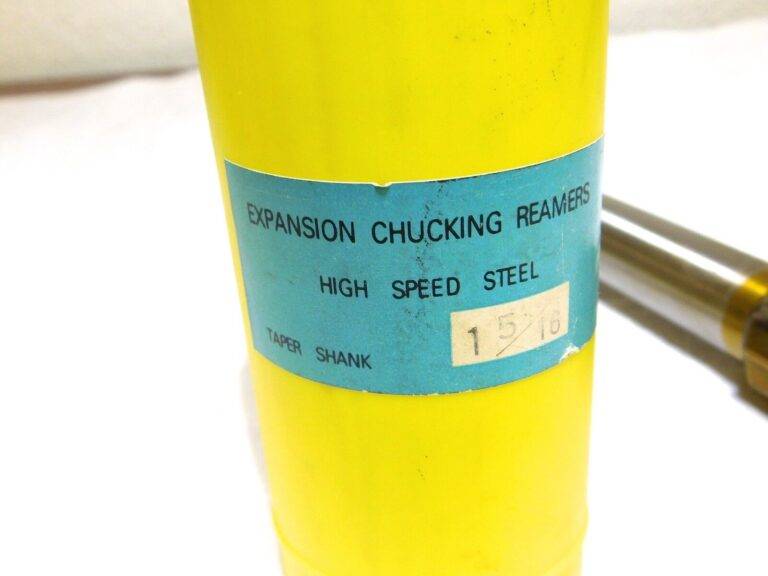 EXPANSION CHUCKING REAMERS
HIGH SPEED STEEL
TAPER SHANK
1 5/16